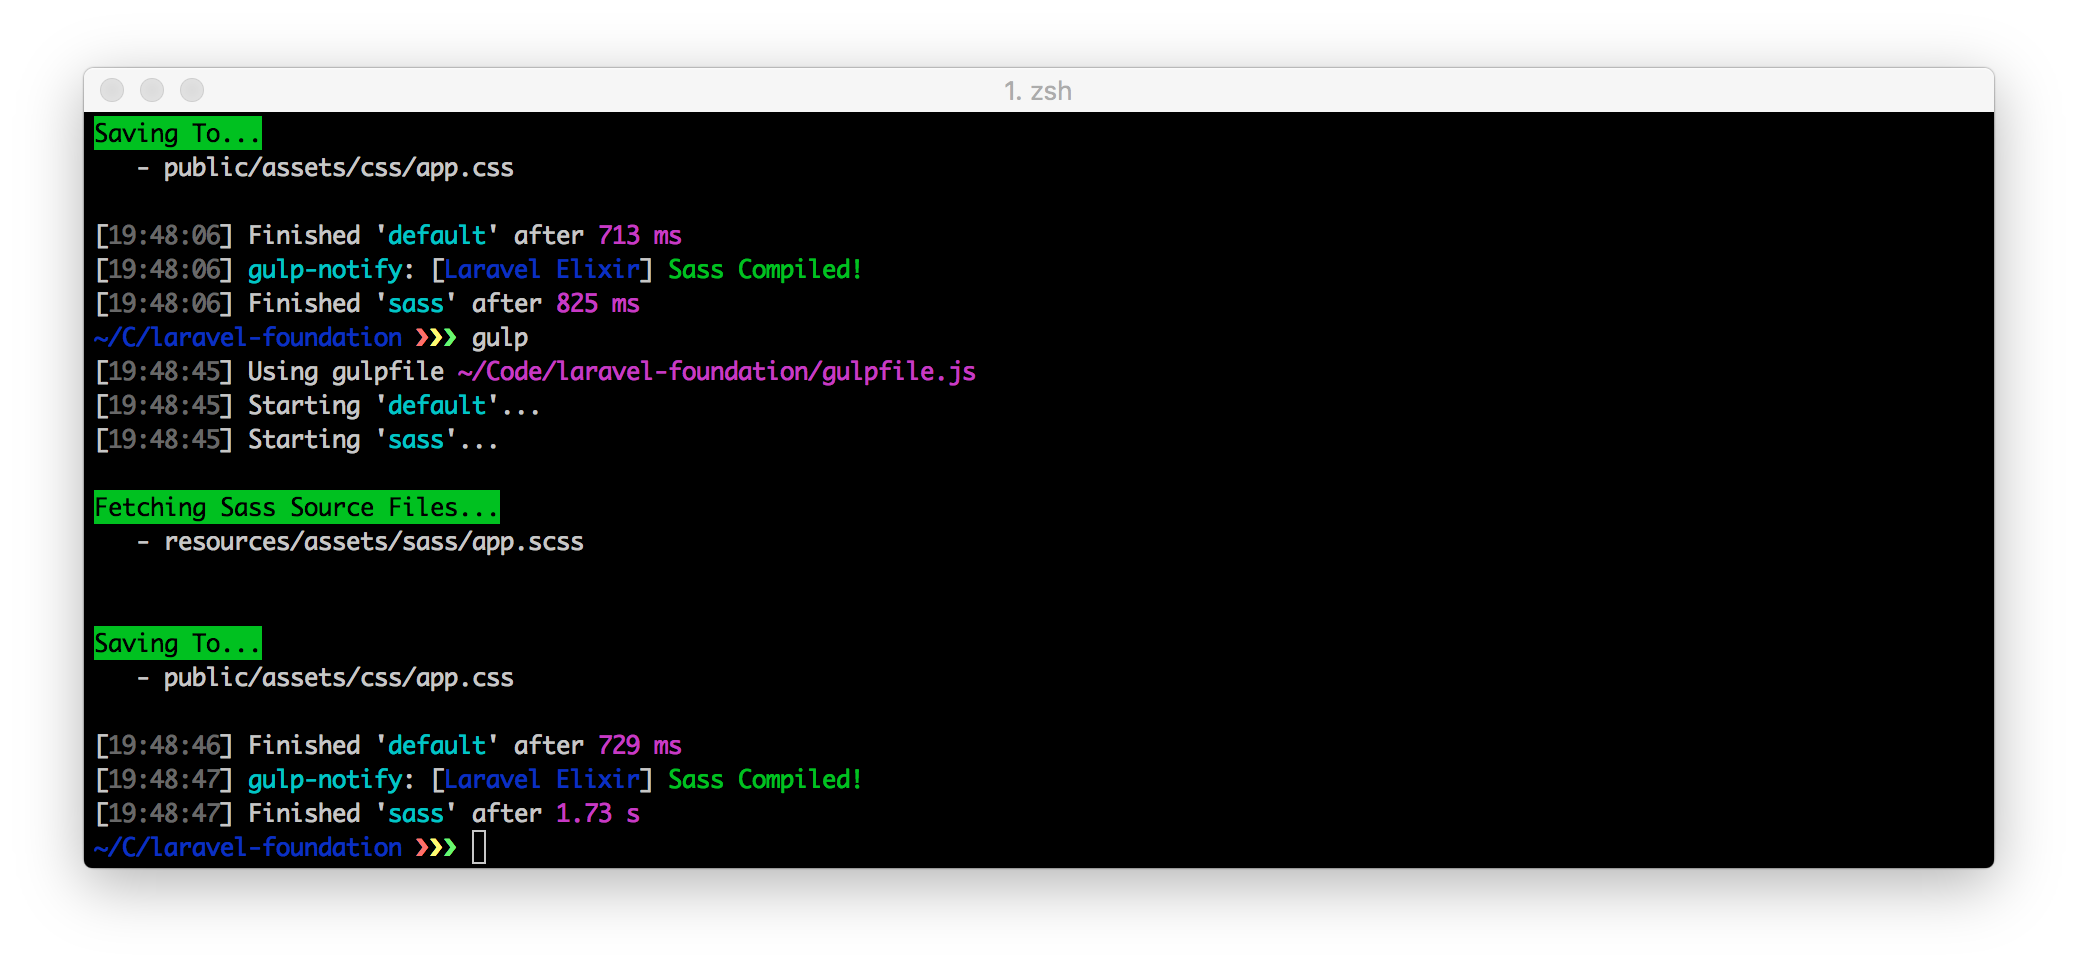 1. zsh
Saving To...
   - public/assets/css/app.css
[19:48:06] Finished 'default' after 713 ms
[19:48:06] gulp-notify: [Laravel Elixir] Sass Compiled!
[19:48:06] Finished 'sass' after 825 ms
~/C/laravel-foundation ❯❯❯ gulp
[19:48:45] Using gulpfile ~/Code/laravel-foundation/gulpfile.js
[19:48:45] Starting 'default'...
[19:48:45] Starting 'sass'...
Fetching Sass Source Files...
   - resources/assets/sass/app.scss
Saving To...
   - public/assets/css/app.css
[19:48:46] Finished 'default' after 729 ms
[19:48:47] gulp-notify: [Laravel Elixir] Sass Compiled!
[19:48:47] Finished 'sass' after 1.73 s
~/C/laravel-foundation ❯❯❯